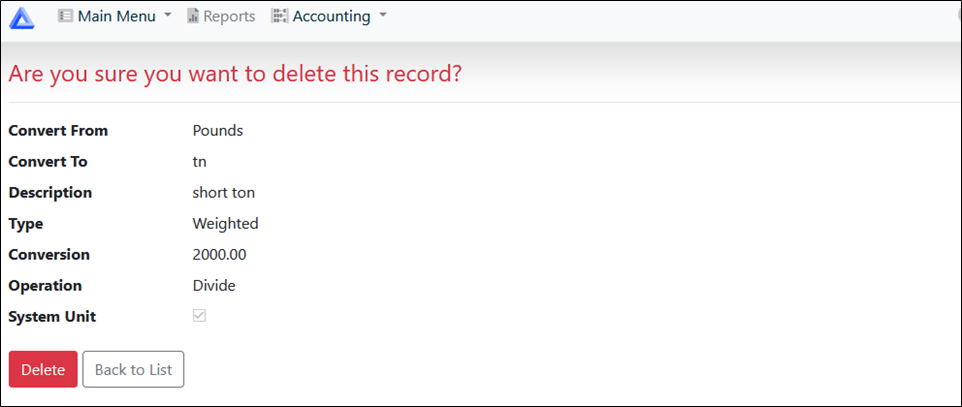 Main Menu Reports Accounting
Are you sure you want to delete this record?
Convert From Pounds
Convert To tn
Description short ton
Type Weighted
Conversion 2000.00
Operation Divide
System Unit
Delete Back to List